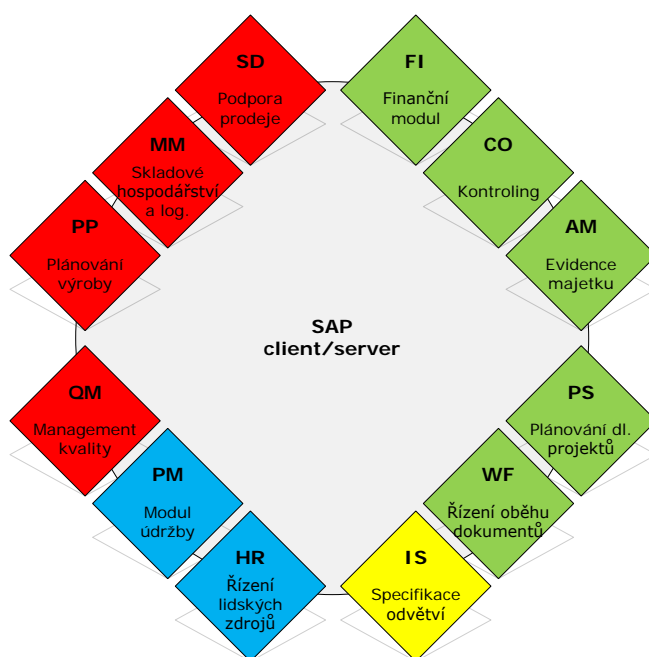 SD
Podpora
prodeje
FI
Finanční
modul
MM
Skladové
hospodářství
a log.
CO
Kontroling
PP
Plánování
výroby
AM
Evidence
majetku
SAP
client/server
QM
Management
kvality
PS
Plánování dl.
projektů
PM
Modul
údržby
WF
Řízení oběhu
dokumentů
HR
Řízení
lidských
zdrojů
IS
Specifikace
odvětví